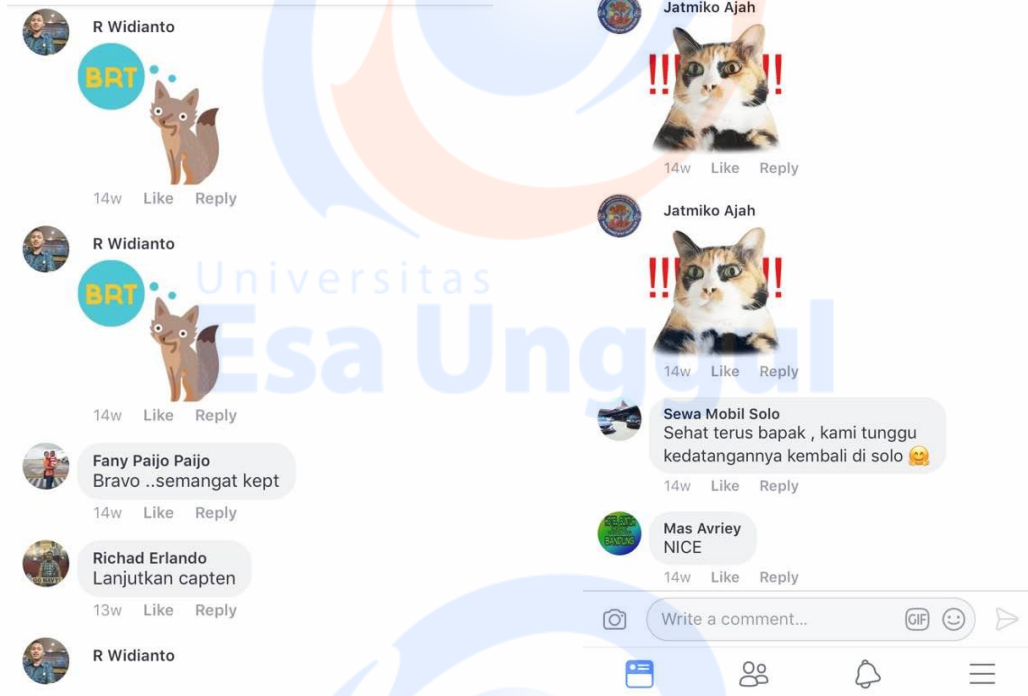 R Widianto
BRT
14w Like Reply
R Widianto
BRT
14w Like Reply
Fany Paijo Paijo
Bravo ..semangat kept
14w Like Reply
Richad Erlando
Lanjutkan capten
13w Like Reply
R Widianto
Jatmiko Ajah
!!! !!
14w Like Reply
Jatmiko Ajah
!!! !!
14w Like Reply
Sewa Mobil Solo
Sehat terus bapak , kami tunggu
kedatangannya kembali di solo 🤗
14w Like Reply
Mas Avriey
NICE
14w Like Reply
Write a comment...
GIF
Universitas
Esa Unggul
BANDUNG